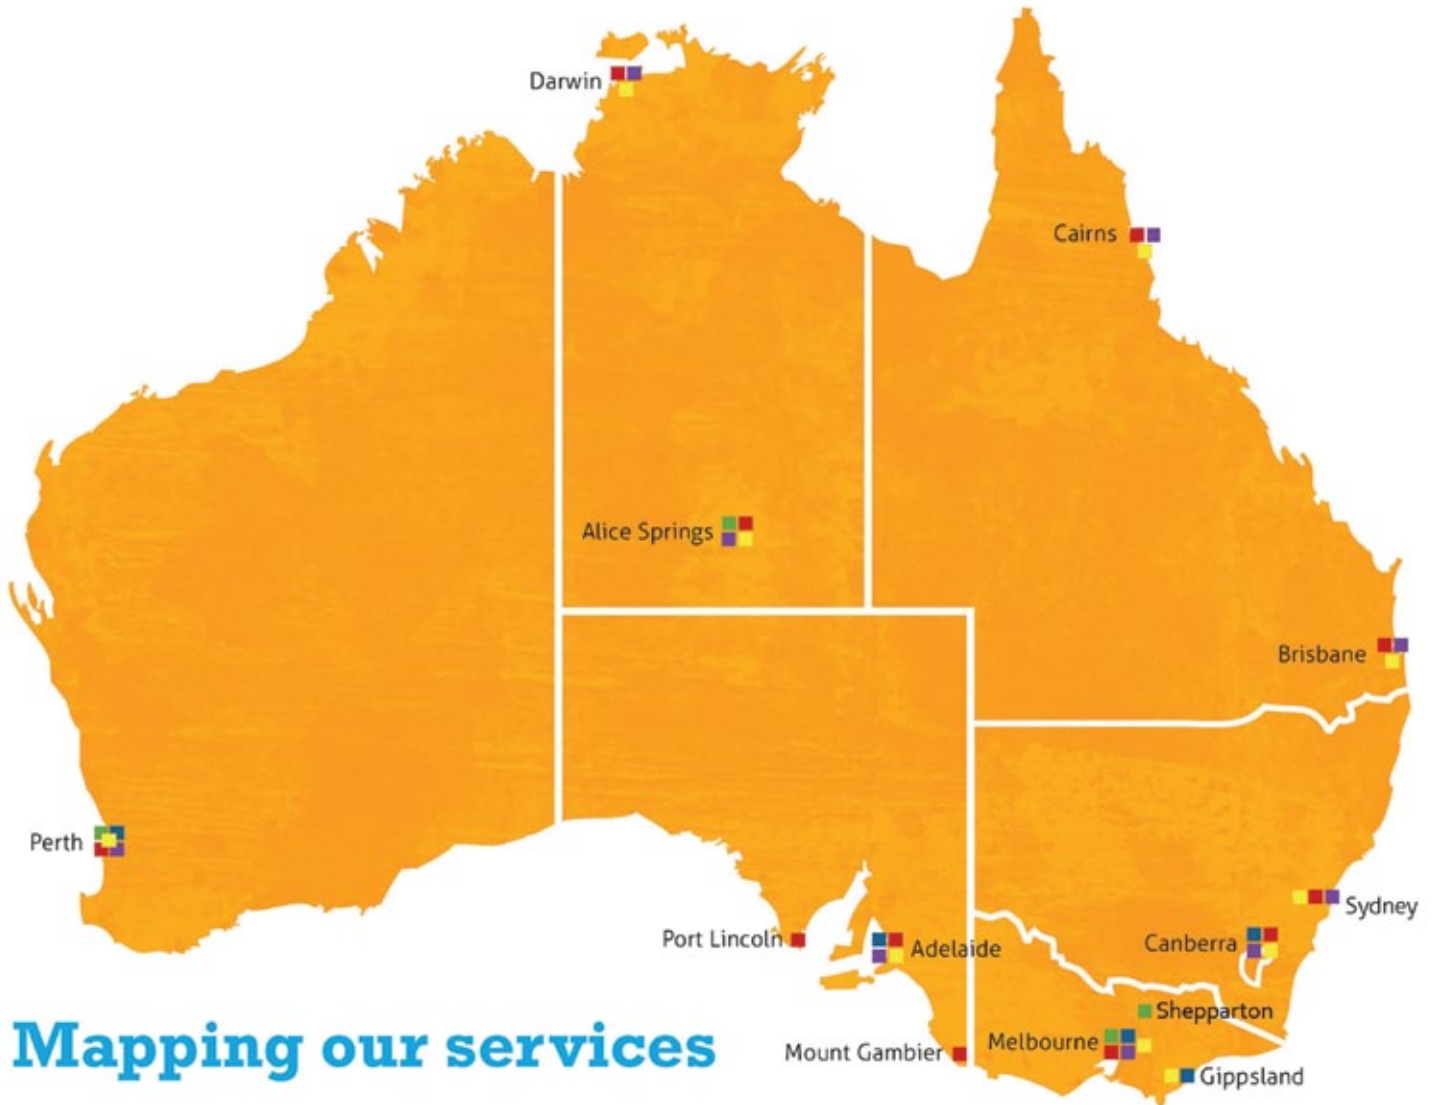 Darwin
Cairns
Alice Springs
Brisbane
Perth
Sydney
Port Lincoln
Adelaide
Canberra
Shepparton
Melbourne
Mount Gambier
Gippsland
Mapping our services